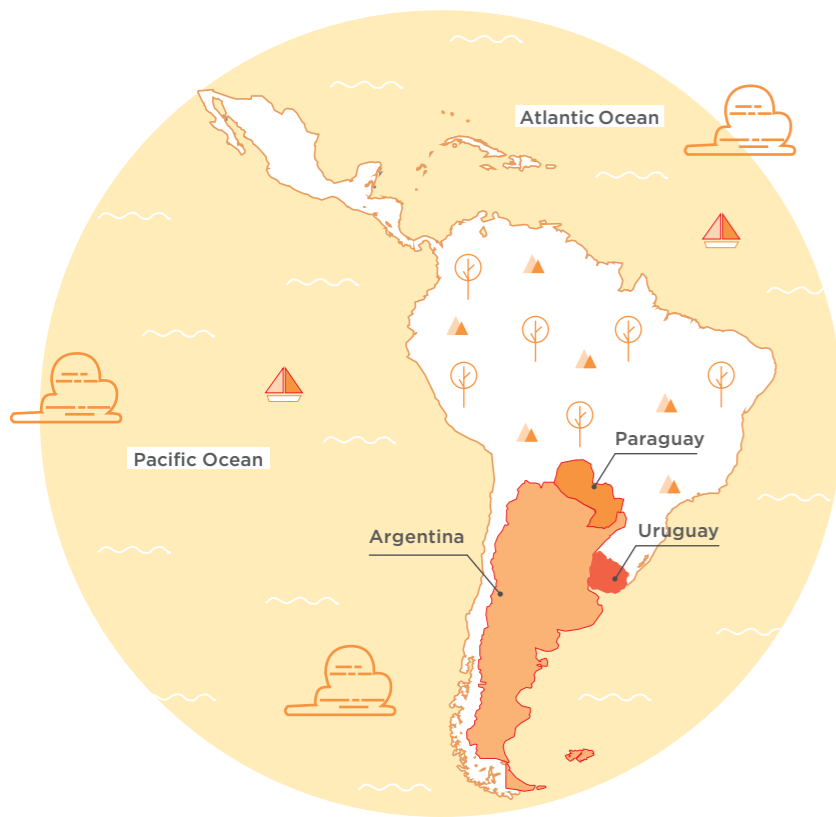 Atlantic Ocean
Pacific Ocean
Paraguay
Argentina
Uruguay